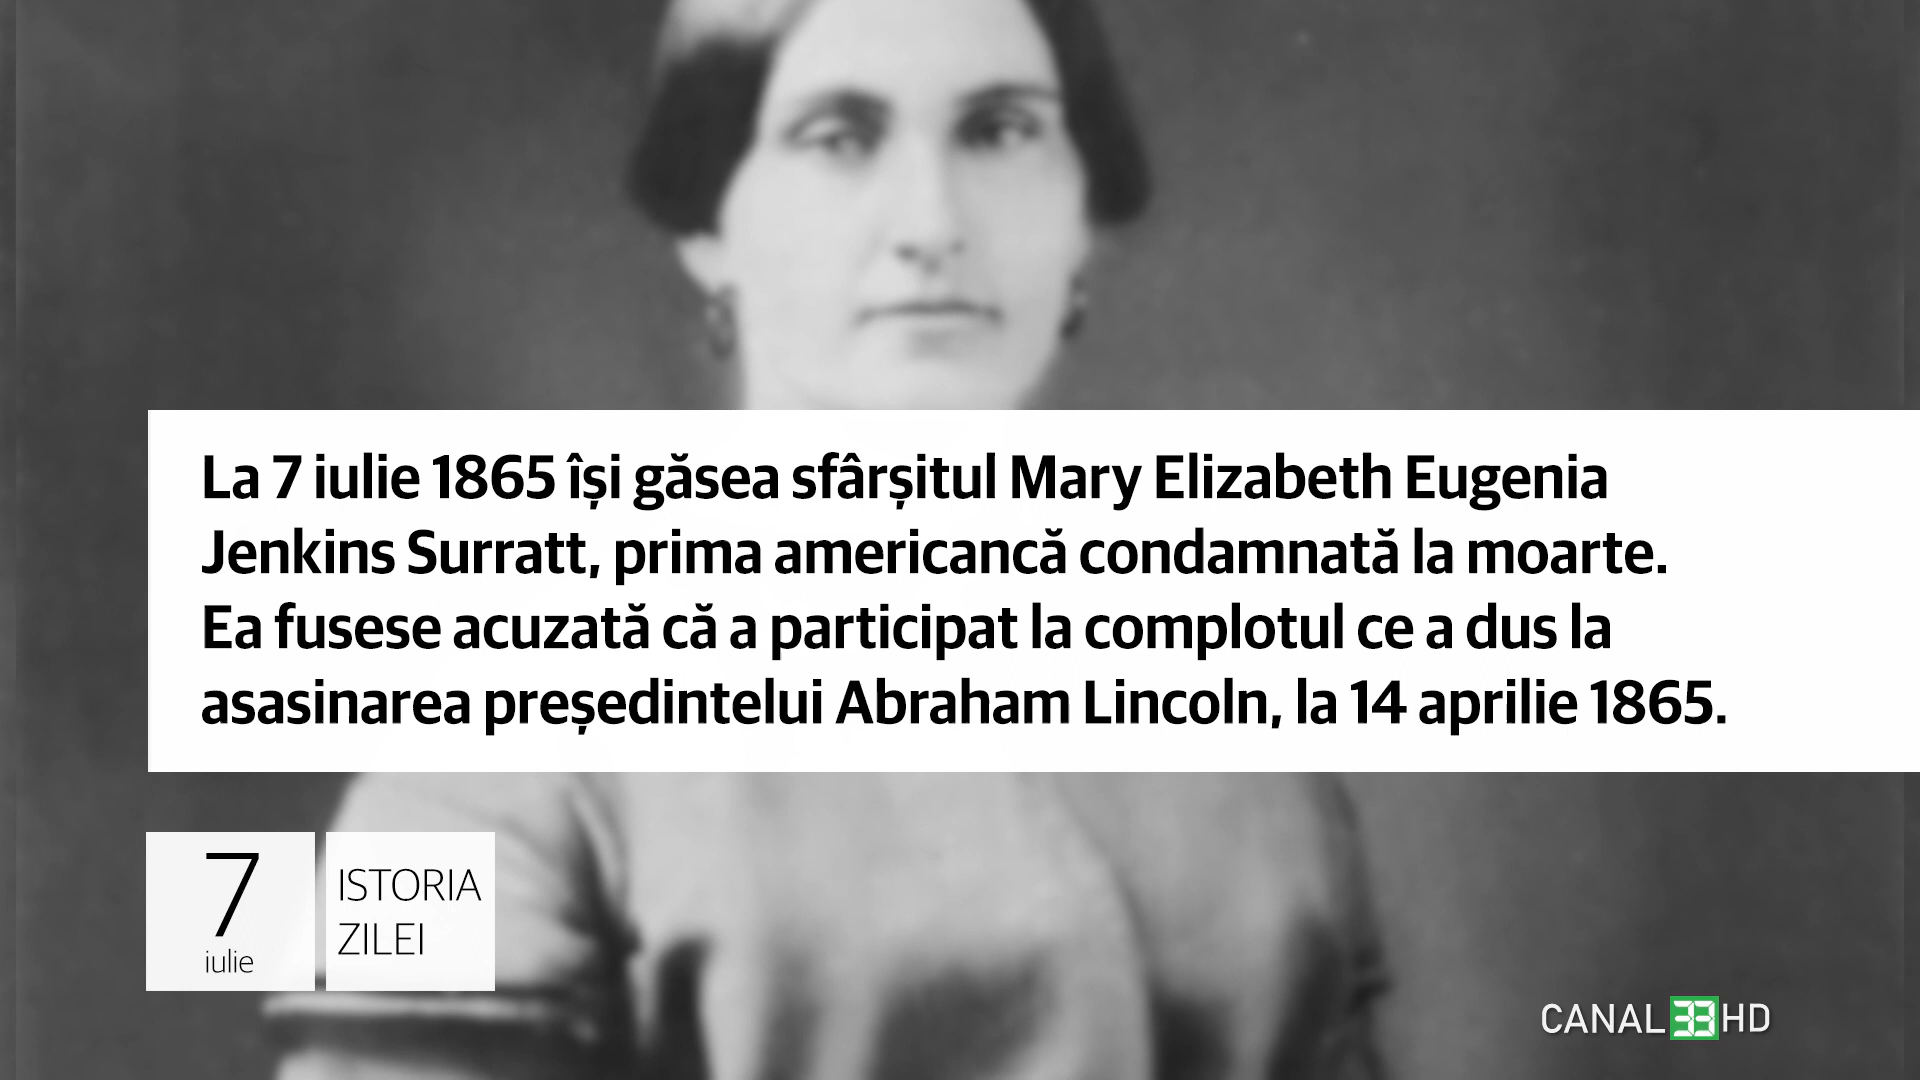 La 7 iulie 1865 își găsea sfârșitul Mary Elizabeth Eugenia
Jenkins Surratt, prima americancă condamnată la moarte.
Ea fusese acuzată că a participat la complotul ce a dus la
asasinarea președintelui Abraham Lincoln, la 14 aprilie 1865.
7
iulie
ISTORIA
ZILEI
CANAL 33 HD